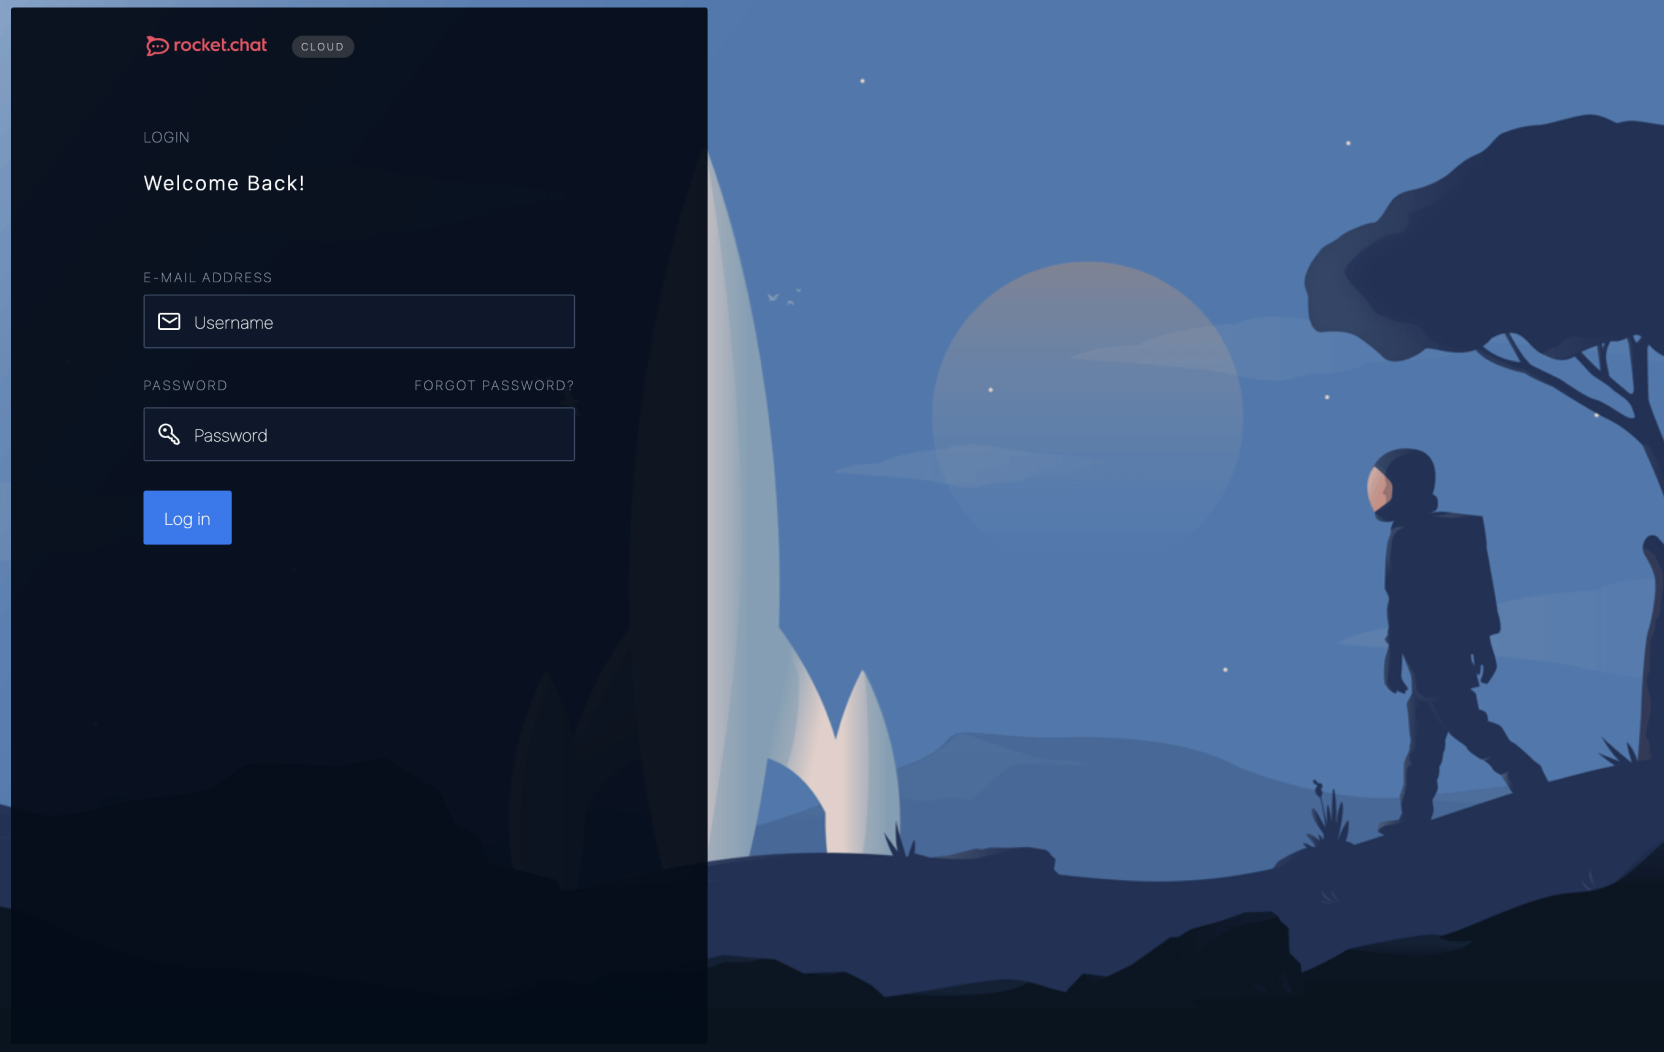 rocket.chat CLOUD
LOGIN
Welcome Back!
E-MAIL ADDRESS
Username
PASSWORD FORGOT PASSWORD?
Password
Log in